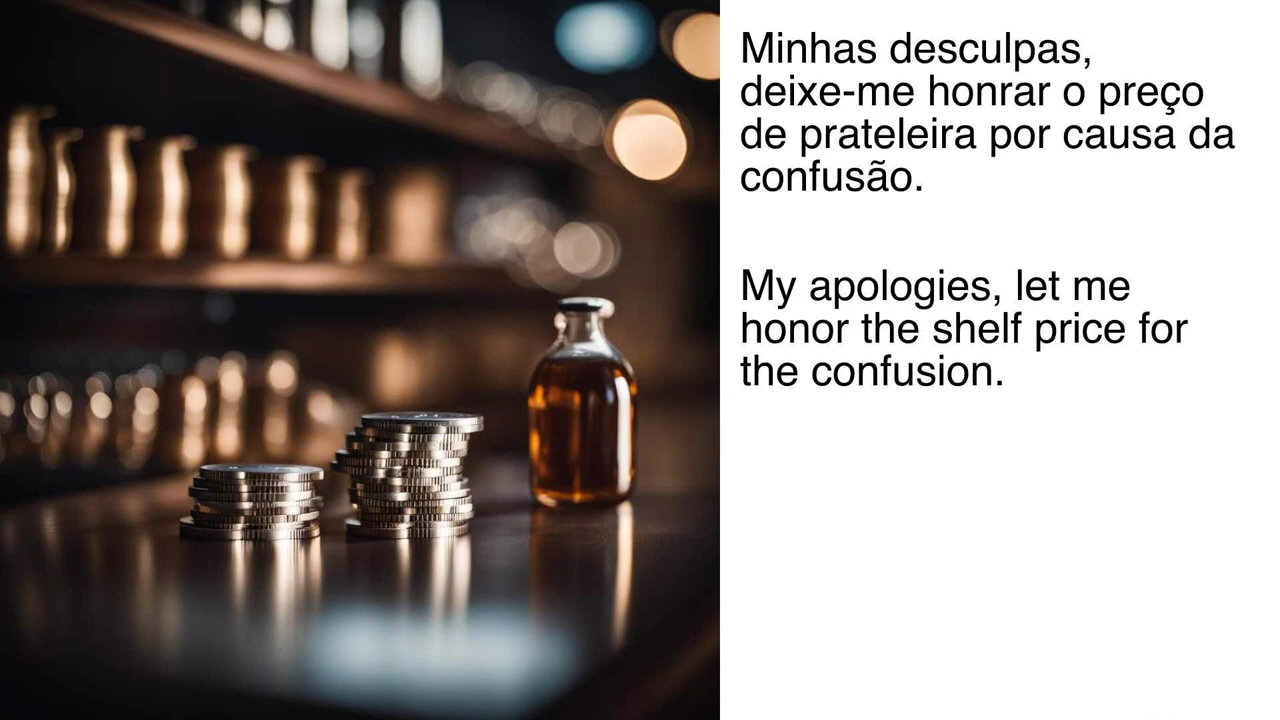 Minhas desculpas,
deixe-me honrar o preço
de prateleira por causa da
confusão.
My apologies, let me
honor the shelf price for
the confusion.